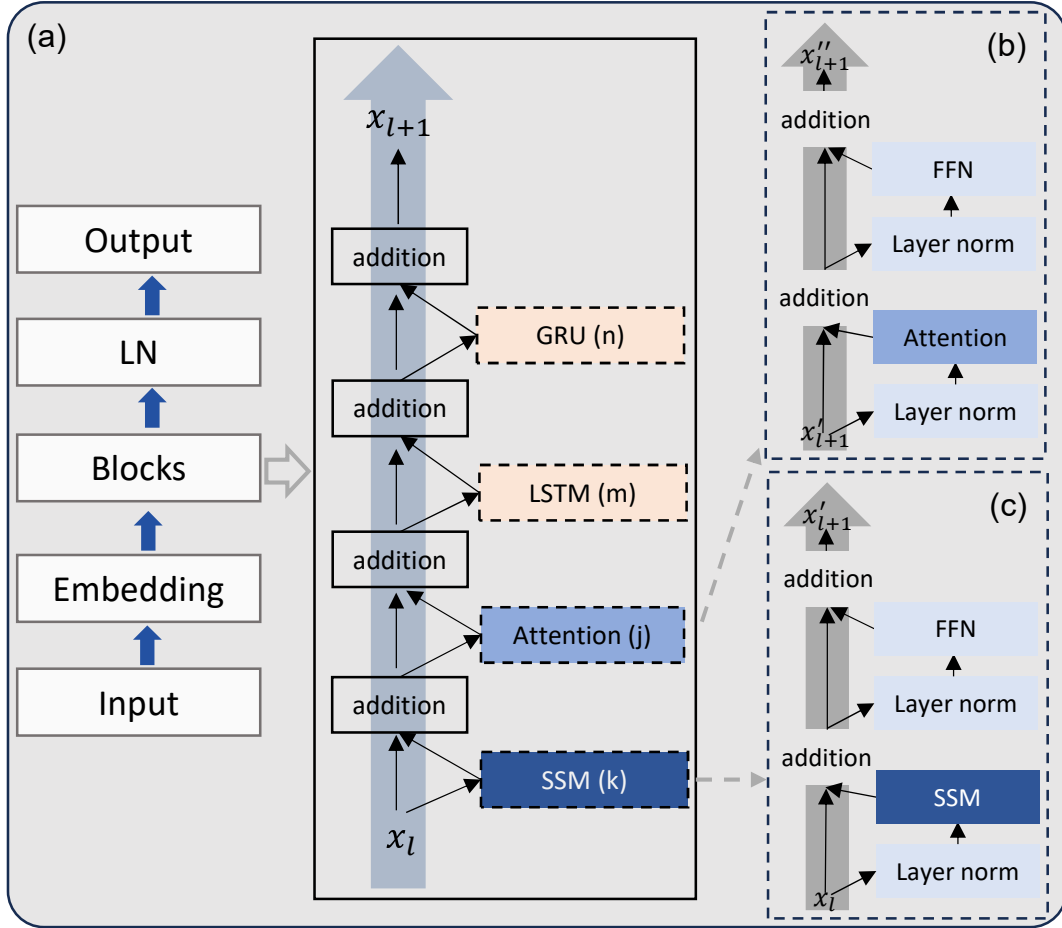 (a)
Output
LN
Blocks
Embedding
Input
x_{l+1}
addition
GRU (n)
addition
LSTM (m)
addition
Attention (j)
addition
SSM (k)
x_l
(b)
x''_{l+1}
addition
FFN
Layer norm
addition
Attention
Layer norm
x'_{l+1}
(c)
x'_{l+1}
addition
FFN
Layer norm
addition
SSM
Layer norm
x_l